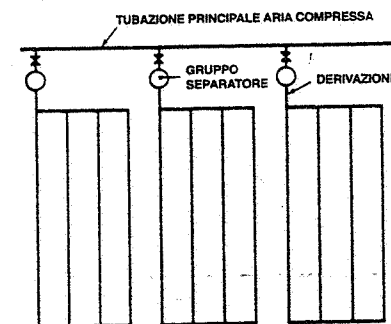 TUBAZIONE PRINCIPALE ARIA COMPRESSA
GRUPPO
SEPARATORE
DERIVAZIONE